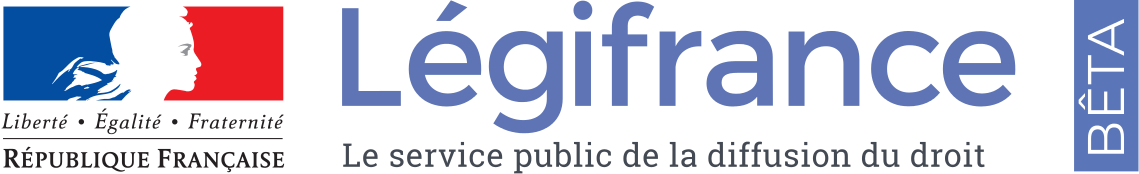 Liberté • Égalité • Fraternité
RÉPUBLIQUE FRANÇAISE
Légifrance
Le service public de la diffusion du droit
BÊTA